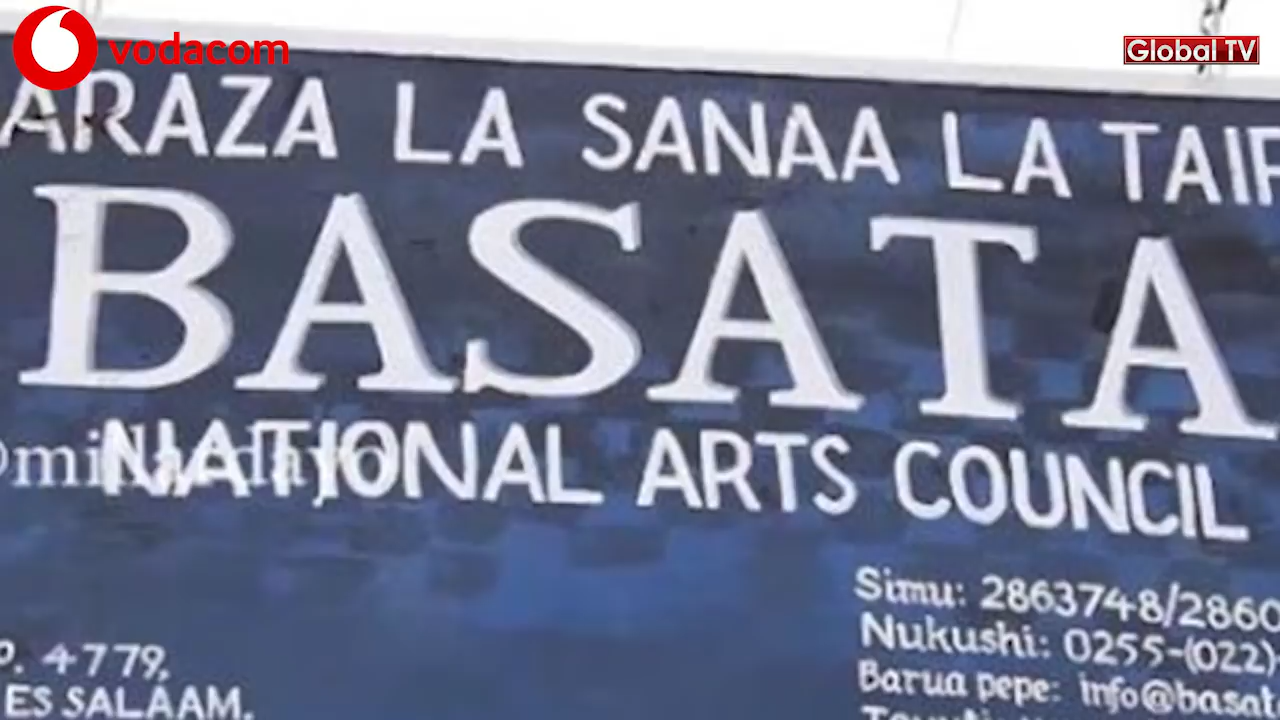 vodacom
Global TV
ARAZA LA SANAA LA TAIF
BASATA
NATIONAL ARTS COUNCIL
Simu: 2863748/2860
Nukushi: 0255-(022)
Barua pepe: info@basat
4779,
ES SALAAM.